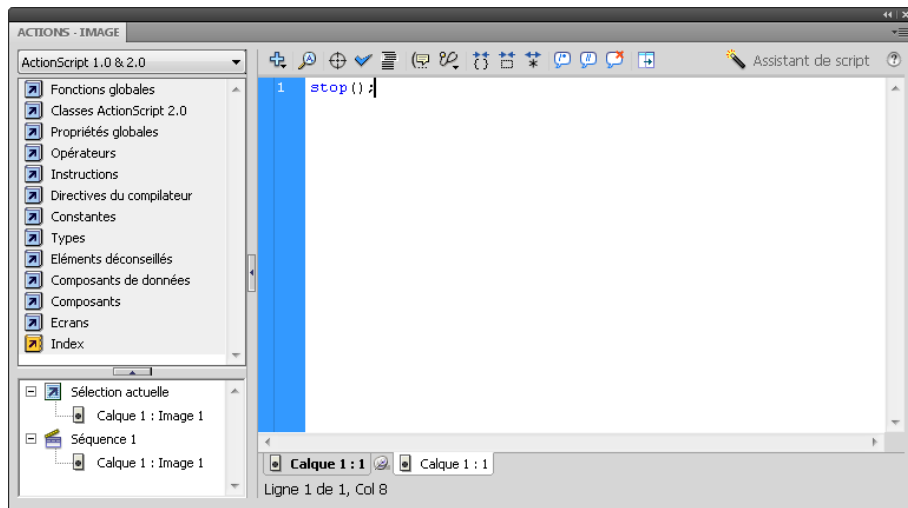 ACTIONS - IMAGE
ActionScript 1.0 & 2.0
Assistant de script
Fonctions globales
Classes ActionScript 2.0
Propriétés globales
Opérateurs
Instructions
Directives du compilateur
Constantes
Types
Eléments déconseillés
Composants de données
Composants
Ecrans
Index
1 stop();
Sélection actuelle
Calque 1 : Image 1
Séquence 1
Calque 1 : Image 1
Calque 1 : 1 Calque 1 : 1
Ligne 1 de 1, Col 8